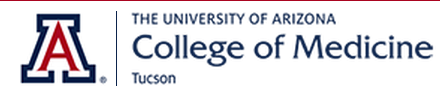 A®
THE UNIVERSITY OF ARIZONA
College of Medicine
Tucson